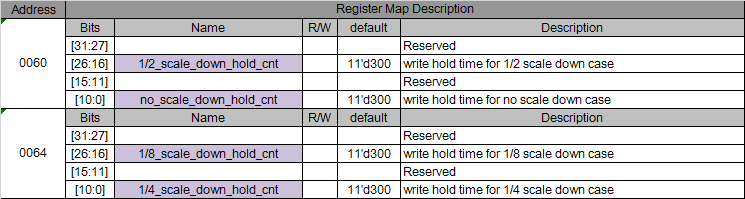 Address Register Map Description
Bits Name R/W default Description
[31:27] Reserved
0060 [26:16] 1/2_scale_down_hold_cnt 11'd300 write hold time for 1/2 scale down case
[15:11] Reserved
[10:0] no_scale_down_hold_cnt 11'd300 write hold time for no scale down case
Bits Name R/W default Description
[31:27] Reserved
0064 [26:16] 1/8_scale_down_hold_cnt 11'd300 write hold time for 1/8 scale down case
[15:11] Reserved
[10:0] 1/4_scale_down_hold_cnt 11'd300 write hold time for 1/4 scale down case